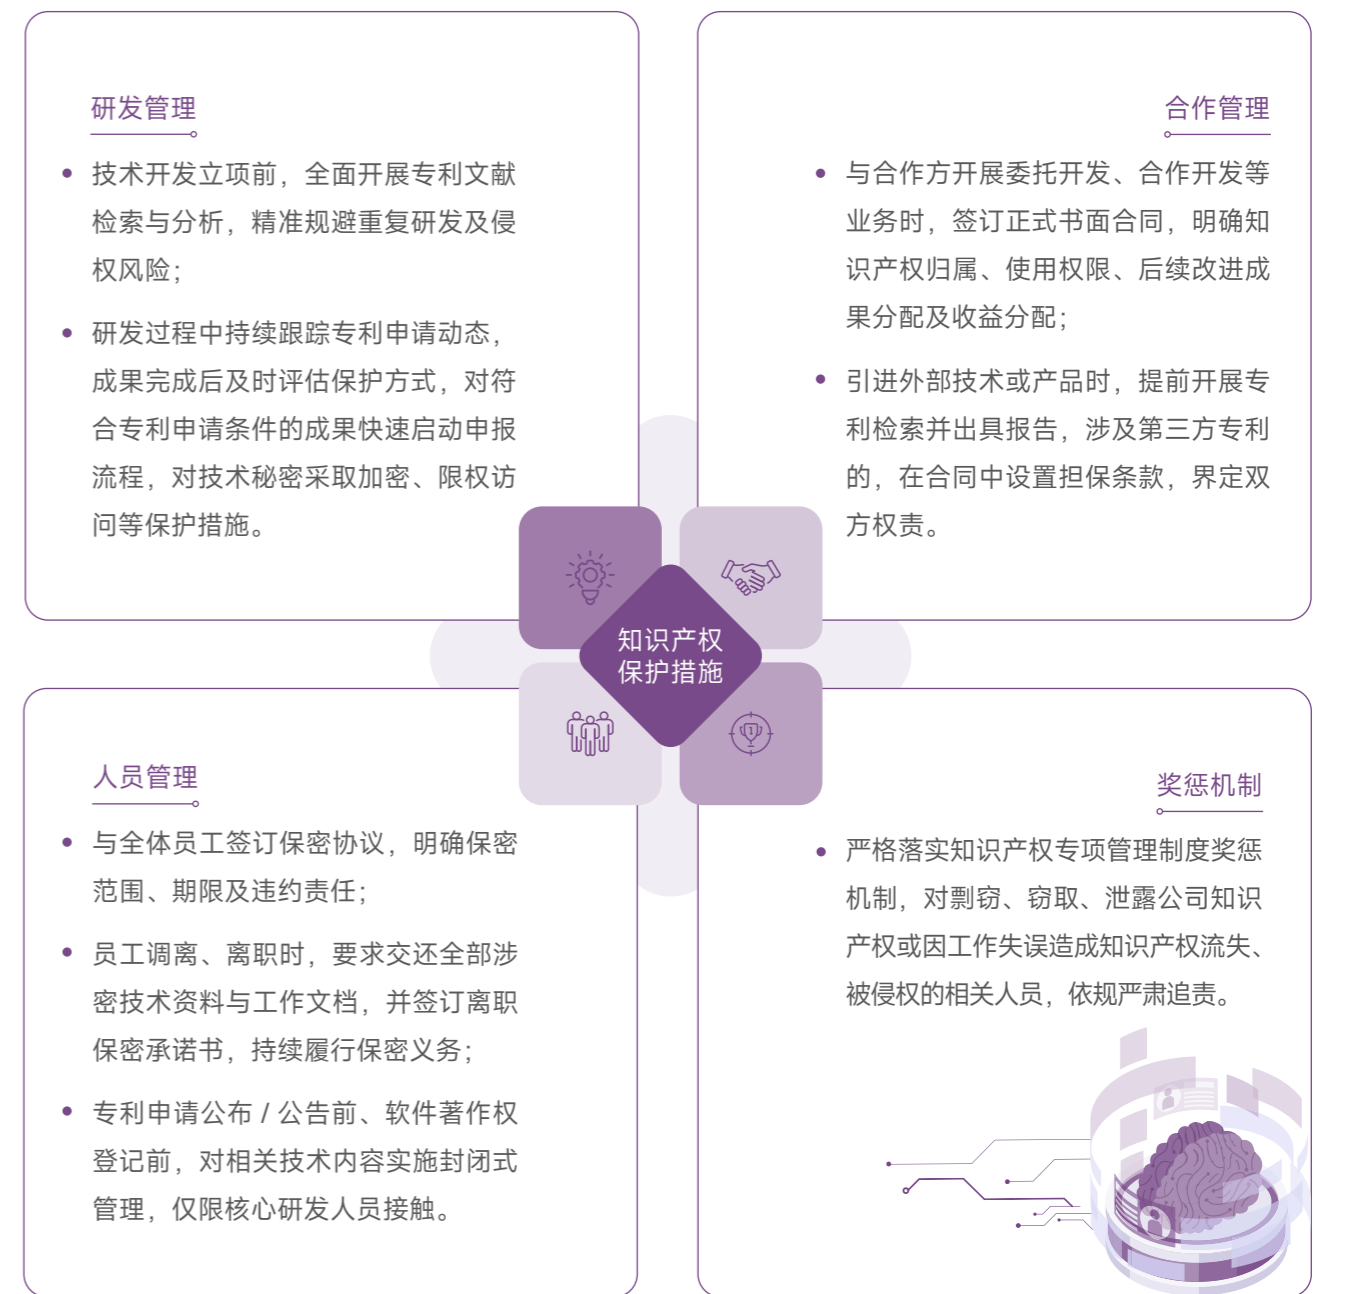 研发管理
技术开发立项前，全面开展专利文献
检索与分析，精准规避重复研发及侵
权风险；
研发过程中持续跟踪专利申请动态，
成果完成后及时评估保护方式，对符
合专利申请条件的成果快速启动申报
流程，对技术秘密采取加密、限权访
问等保护措施。
合作管理
与合作方开展委托开发、合作开发等
业务时，签订正式书面合同，明确知
识产权归属、使用权限、后续改进成
果分配及收益分配；
引进外部技术或产品时，提前开展专
利检索并出具报告，涉及第三方专利
的，在合同中设置担保条款，界定双
方权责。
知识产权
保护措施
人员管理
与全体员工签订保密协议，明确保密
范围、期限及违约责任；
员工调离、离职时，要求交还全部涉
密技术资料与工作文档，并签订离职
保密承诺书，持续履行保密义务；
专利申请公布 / 公告前、软件著作权
登记前，对相关技术内容实施封闭式
管理，仅限核心研发人员接触。
奖惩机制
严格落实知识产权专项管理制度奖惩
机制，对剽窃、窃取、泄露公司知识
产权或因工作失误造成知识产权流失、
被侵权的相关人员，依规严肃追责。